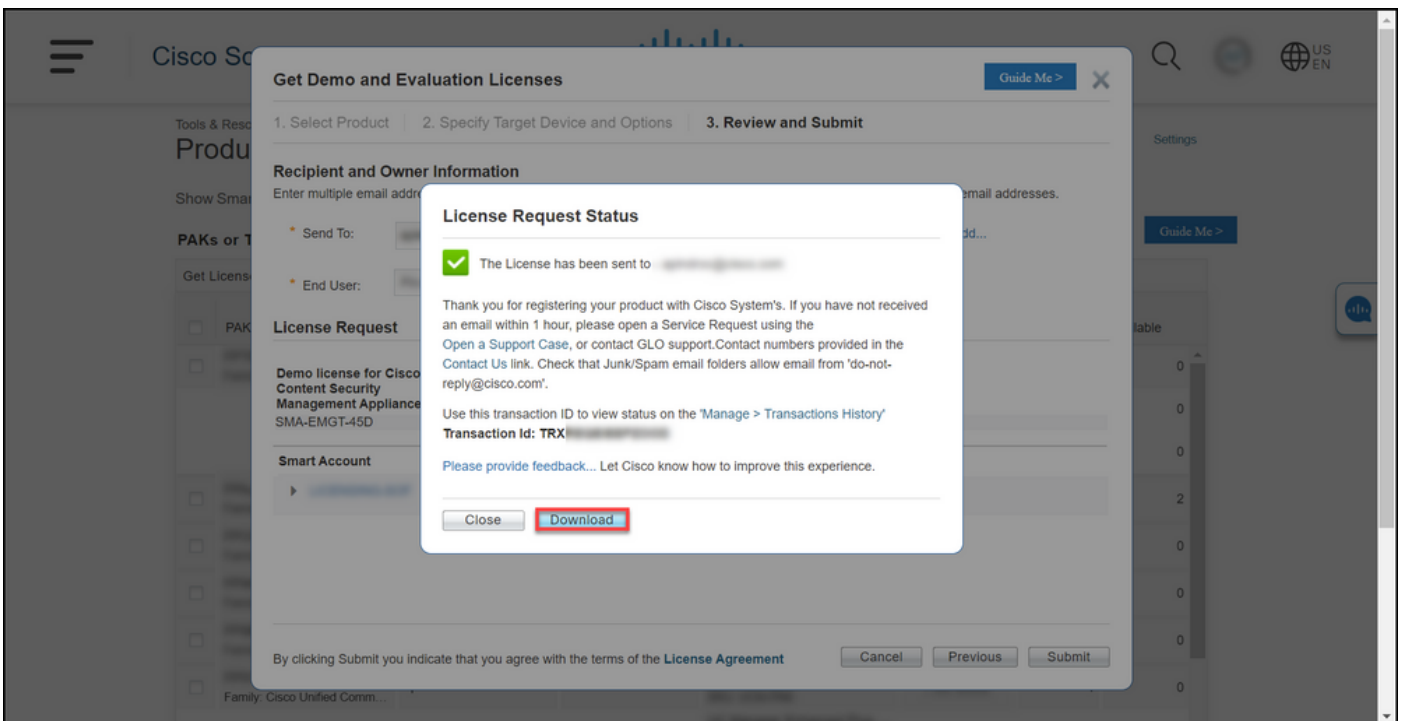 Cisco So
US
EN
Tools & Resc
Produ
Settings
Show Smar
PAKs or T
Guide Me >
Get Licens
PAK
lable
0
0
0
2
0
0
0
0
Family: Cisco Unified Comm...
Get Demo and Evaluation Licenses
Guide Me >
1. Select Product
2. Specify Target Device and Options
3. Review and Submit
Recipient and Owner Information
Enter multiple email addre
email addresses.
* Send To:
dd...
* End User:
License Request
Demo license for Cisco
Content Security
Management Appliance
SMA-EMGT-45D
Smart Account
License Request Status
The License has been sent to
Thank you for registering your product with Cisco System's. If you have not received
an email within 1 hour, please open a Service Request using the
Open a Support Case, or contact GLO support.Contact numbers provided in the
Contact Us link. Check that Junk/Spam email folders allow email from 'do-not-
reply@cisco.com'.
Use this transaction ID to view status on the 'Manage > Transactions History'
Transaction Id: TRX
Please provide feedback... Let Cisco know how to improve this experience.
Close
Download
By clicking Submit you indicate that you agree with the terms of the License Agreement
Cancel
Previous
Submit